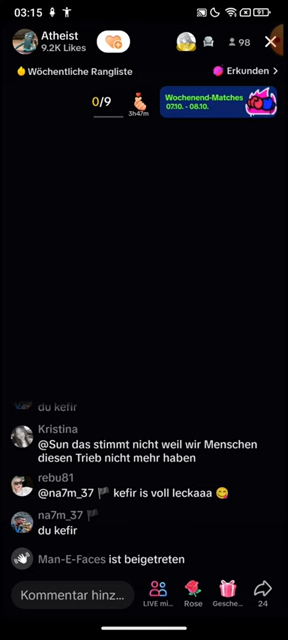 03:15
91
Atheist
9.2K Likes
98
Wöchentliche Rangliste
Erkunden >
0/9
3h47m
Wochenend-Matches
07.10. - 08.10.
du kefir
Kristina
@Sun das stimmt nicht weil wir Menschen
diesen Trieb nicht mehr haben
rebu81
@na7m_37 🏴 kefir is voll leckaaa 😋
na7m_37 🏴
du kefir
Man-E-Faces ist beigetreten
Kommentar hinz...
LIVE mi...
Rose
Gesche...
24